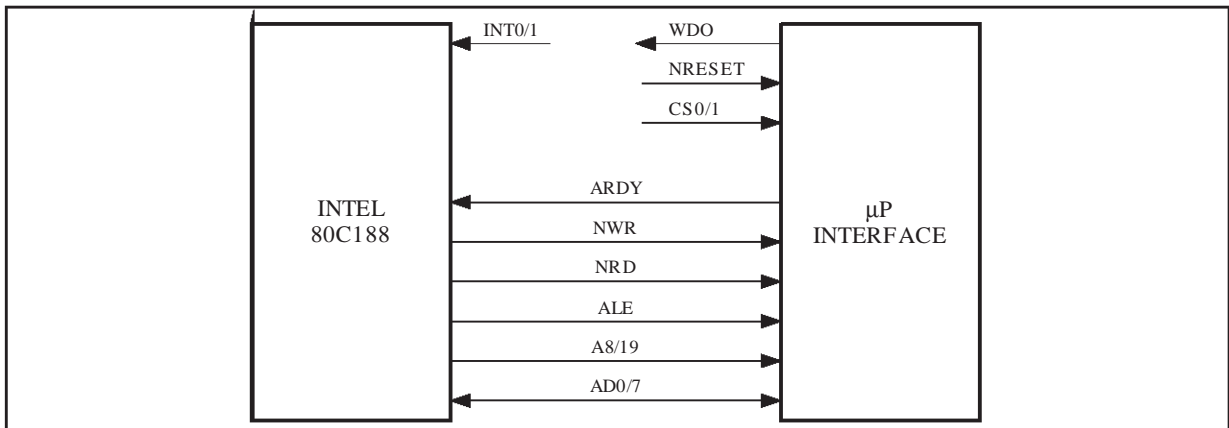 INT0/1
WDO
NRESET
CS0/1
ARDY
INTEL
80C188
NWR
µP
INTERFACE
NRD
ALE
A8/19
AD0/7